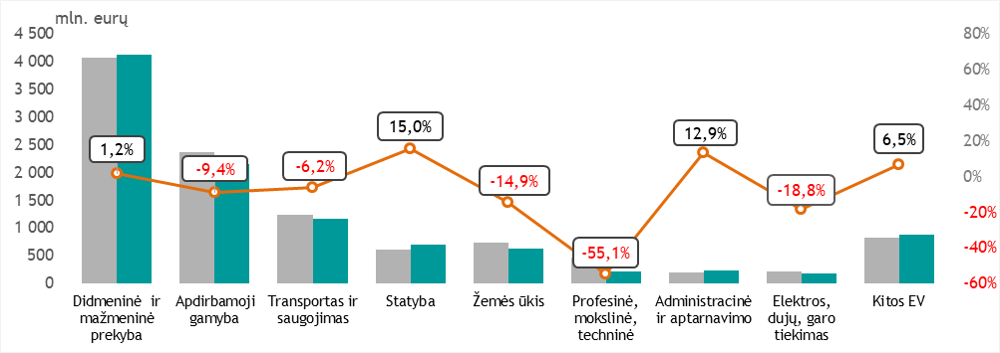 mln. eurų
4 500
4 000
3 500
3 000
2 500
2 000
1 500
1 000
500
0
80%
60%
40%
20%
0%
-20%
-40%
-60%
1,2%
-9,4%
-6,2%
15,0%
-14,9%
-55,1%
12,9%
-18,8%
6,5%
Didmeninė ir
mažmeninė
prekyba
Apdirbamoji
gamyba
Transportas ir
saugojimas
Statyba
Žemės ūkis
Profesinė,
mokslinė,
techninė
Administracinė
ir aptarnavimo
Elektros,
dujų, garo
tiekimas
Kitos EV